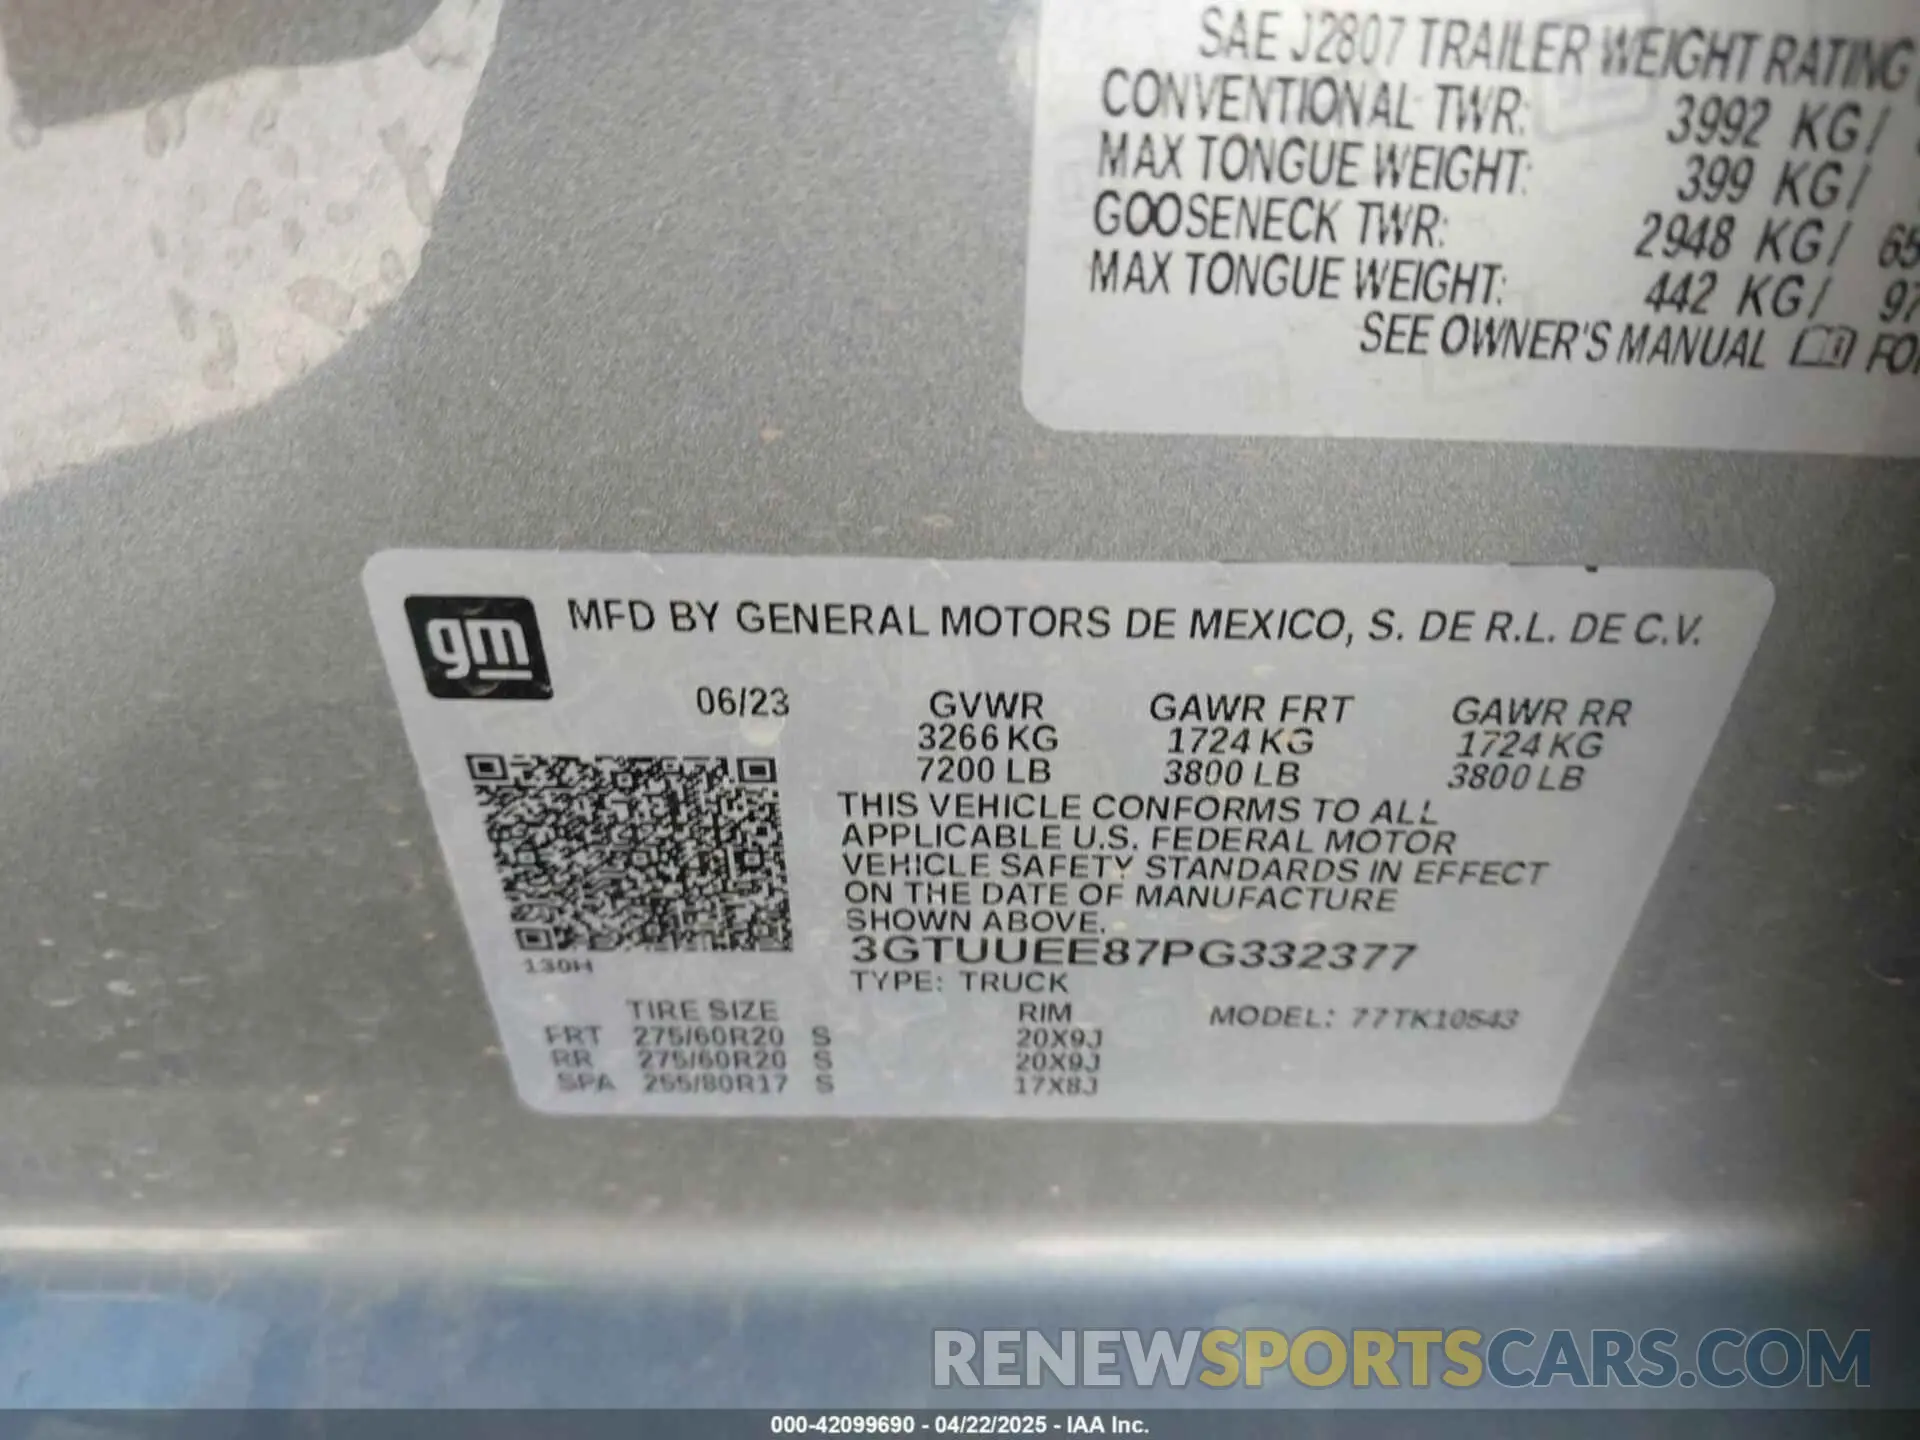 SAE J2807 TRAILER WEIGHT RATING
CONVENTIONAL TWR: 3992 KG/
MAX TONGUE WEIGHT: 399 KG/
GOOSENECK TWR: 2948 KG/ 65
MAX TONGUE WEIGHT: 442 KG/ 97
SEE OWNER'S MANUAL FOR
gm
MFD BY GENERAL MOTORS DE MEXICO, S. DE R.L. DE C.V.
06/23 GVWR GAWR FRT GAWR RR
3266 KG 1724 KG 1724 KG
7200 LB 3800 LB 3800 LB
THIS VEHICLE CONFORMS TO ALL
APPLICABLE U.S. FEDERAL MOTOR
VEHICLE SAFETY STANDARDS IN EFFECT
ON THE DATE OF MANUFACTURE
SHOWN ABOVE.
3GTUUEE87PG332377
130H
TYPE: TRUCK
TIRE SIZE RIM MODEL: 77TK10543
FRT 275/60R20 S 20X9J
RR 275/60R20 S 20X9J
SPA 255/80R17 S 17X8J
RENEWSPORTSCARS.COM
000-42099690 - 04/22/2025 - IAA Inc.